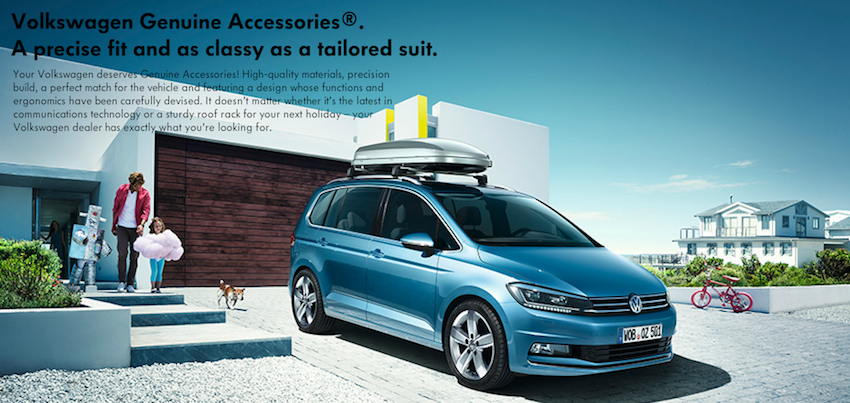 Volkswagen Genuine Accessories®.
A precise fit and as classy as a tailored suit.
Your Volkswagen deserves Genuine Accessories! High-quality materials, precision
build, a perfect match for the vehicle and featuring a design whose functions and
ergonomics have been carefully devised. It doesn't matter whether it's the latest in
communications technology or a sturdy roof rack for your next holiday – your
Volkswagen dealer has exactly what you're looking for.
WOB OZ 501